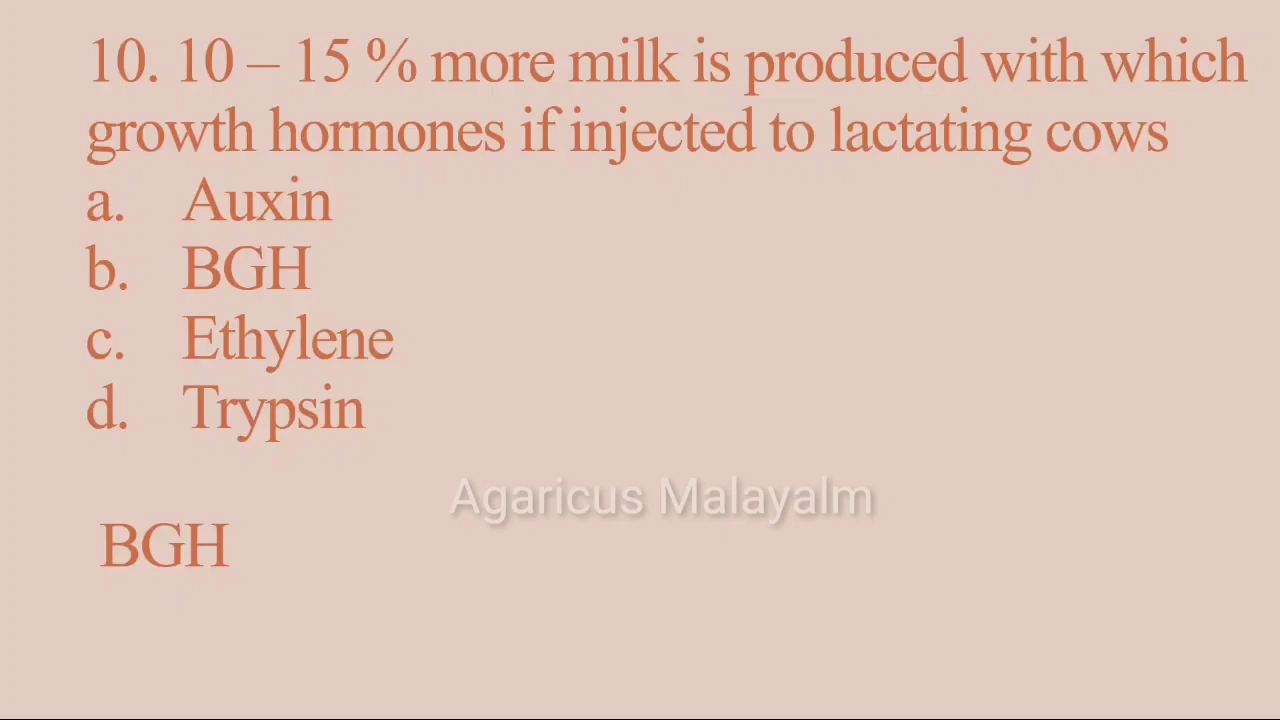 10. 10 – 15 % more milk is produced with which
growth hormones if injected to lactating cows
a. Auxin
b. BGH
c. Ethylene
d. Trypsin
Agaricus Malayalm
BGH